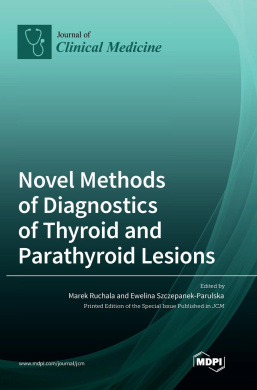 Journal of
Clinical Medicine
Novel Methods
of Diagnostics
of Thyroid and
Parathyroid Lesions
Edited by
Marek Ruchala and Ewelina Szczepanek-Parulska
Printed Edition of the Special Issue Published in JCM
www.mdpi.com/journal/jcm
MDPI